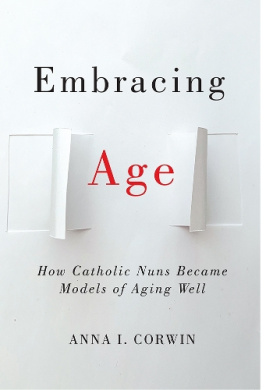 Embracing
Age
How Catholic Nuns Became
Models of Aging Well
ANNA I. CORWIN